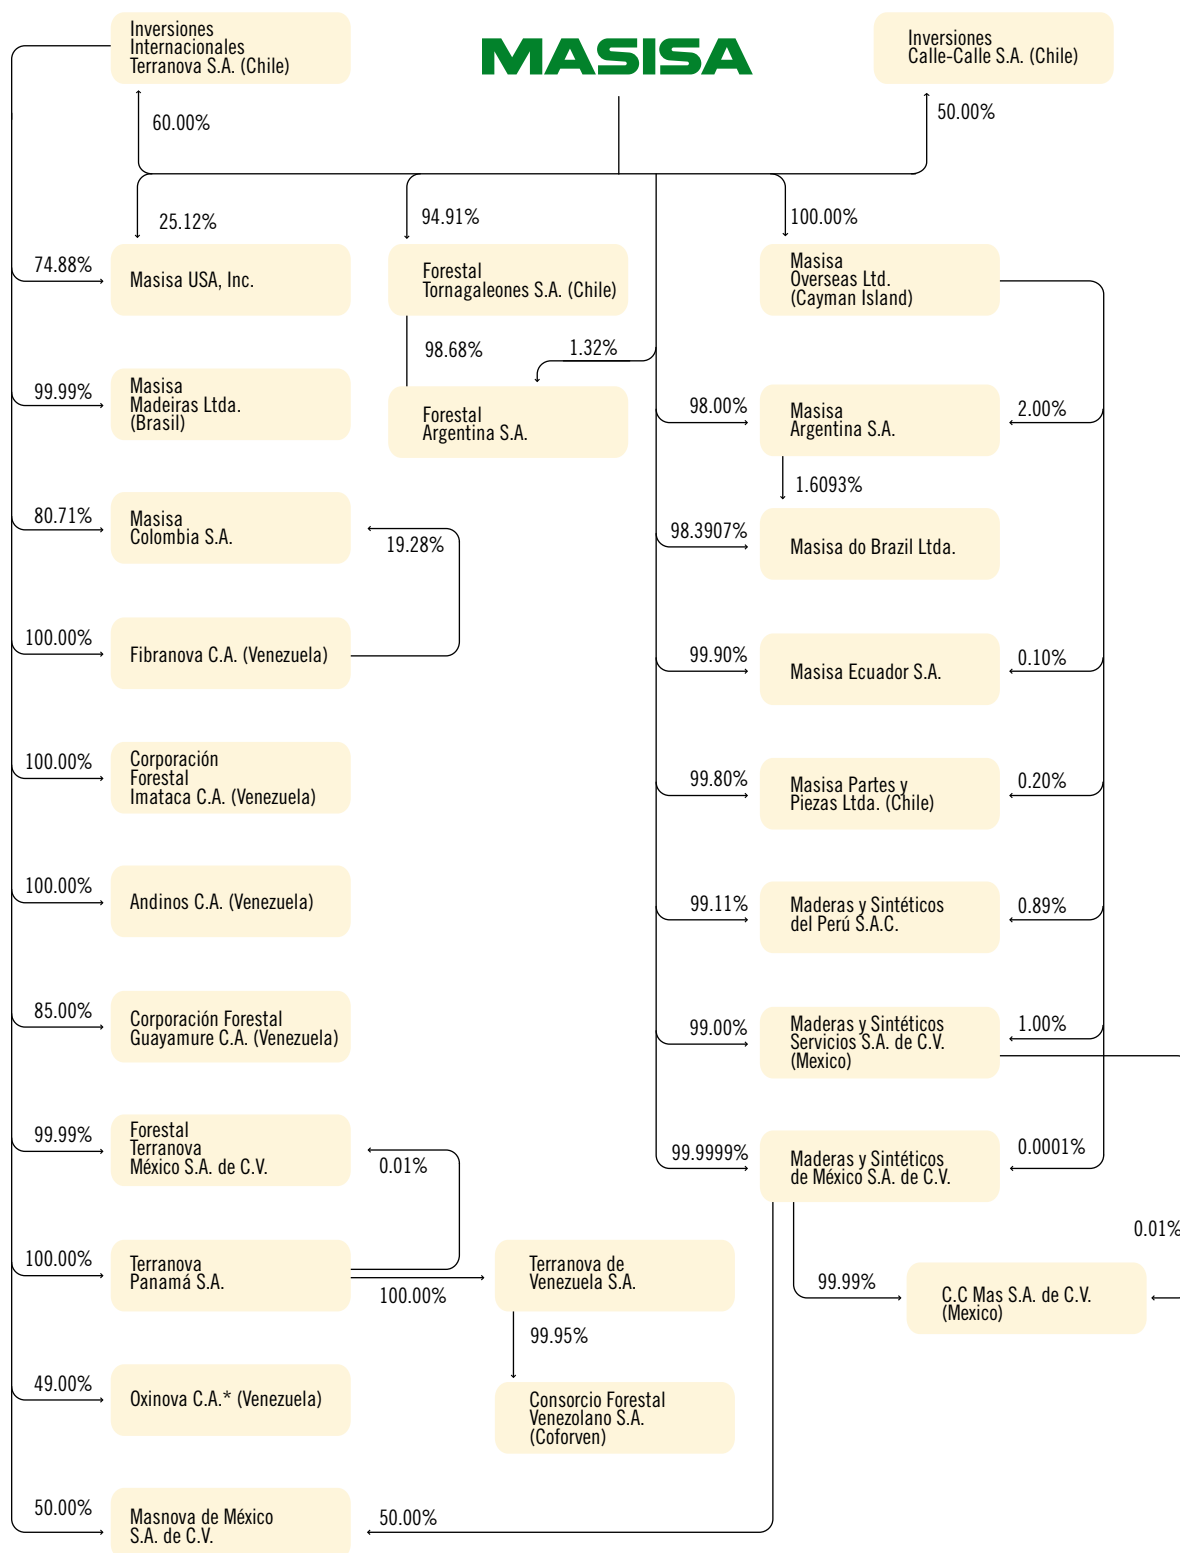 Inversiones
Internacionales
Terranova S.A. (Chile)
MASISA
Inversiones
Calle-Calle S.A. (Chile)
60.00%
50.00%
25.12%
94.91%
100.00%
74.88%
Masisa USA, Inc.
Forestal
Tornagaleones S.A. (Chile)
Masisa
Overseas Ltd.
(Cayman Island)
98.68%
1.32%
99.99%
Masisa
Madeiras Ltda.
(Brasil)
Forestal
Argentina S.A.
98.00%
Masisa
Argentina S.A.
2.00%
1.6093%
80.71%
Masisa
Colombia S.A.
19.28%
98.3907%
Masisa do Brazil Ltda.
100.00%
Fibranova C.A. (Venezuela)
99.90%
Masisa Ecuador S.A.
0.10%
100.00%
Corporación
Forestal
Imataca C.A. (Venezuela)
99.80%
Masisa Partes y
Piezas Ltda. (Chile)
0.20%
100.00%
Andinos C.A. (Venezuela)
99.11%
Maderas y Sintéticos
del Perú S.A.C.
0.89%
85.00%
Corporación Forestal
Guayamure C.A. (Venezuela)
99.00%
Maderas y Sintéticos
Servicios S.A. de C.V.
(Mexico)
1.00%
99.99%
Forestal
Terranova
México S.A. de C.V.
0.01%
99.9999%
Maderas y Sintéticos
de México S.A. de C.V.
0.0001%
0.01%
100.00%
Terranova
Panamá S.A.
100.00%
Terranova de
Venezuela S.A.
99.99%
C.C Mas S.A. de C.V.
(Mexico)
99.95%
49.00%
Oxinova C.A.* (Venezuela)
Consorcio Forestal
Venezolano S.A.
(Coforven)
50.00%
Masnova de México
S.A. de C.V.
50.00%